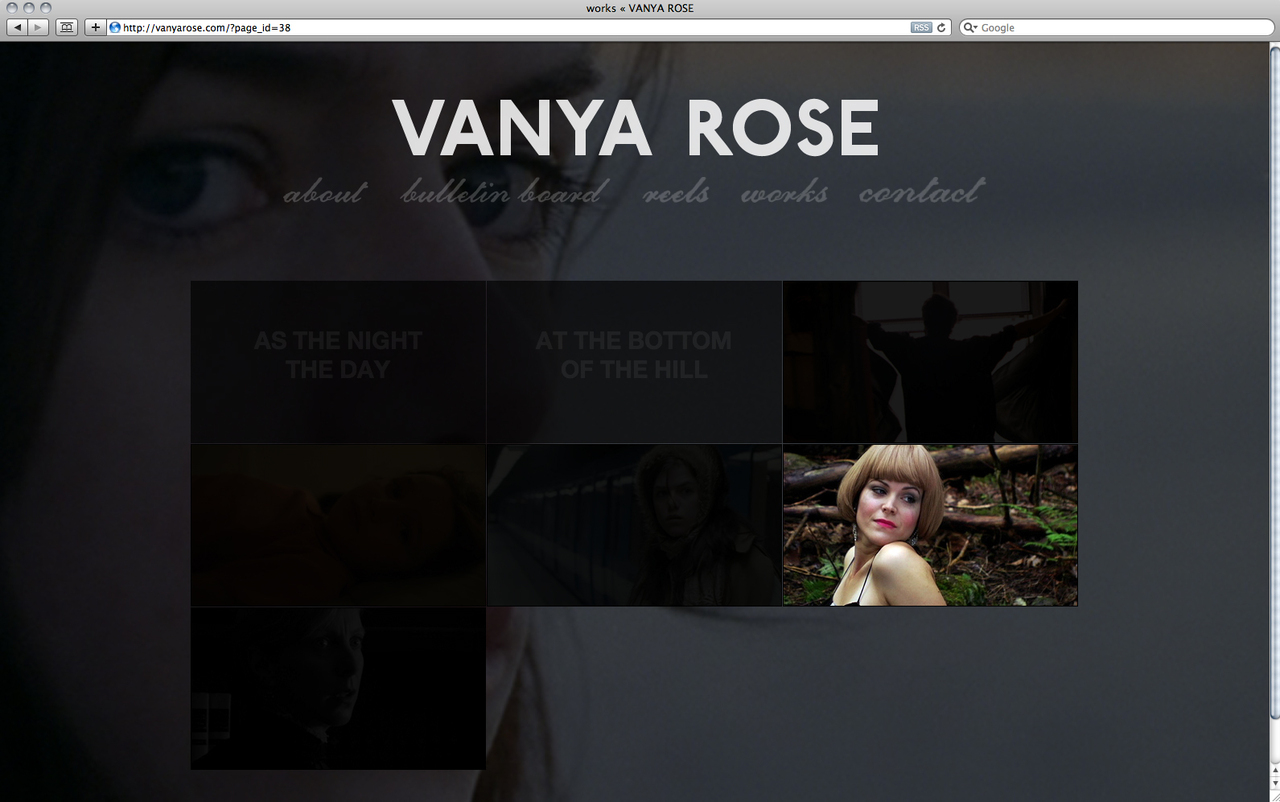 works « VANYA ROSE
http://vanyarose.com/?page_id=38
RSS
Google
VANYA ROSE
about bulletin board reels works contact
AS THE NIGHT
THE DAY
AT THE BOTTOM
OF THE HILL